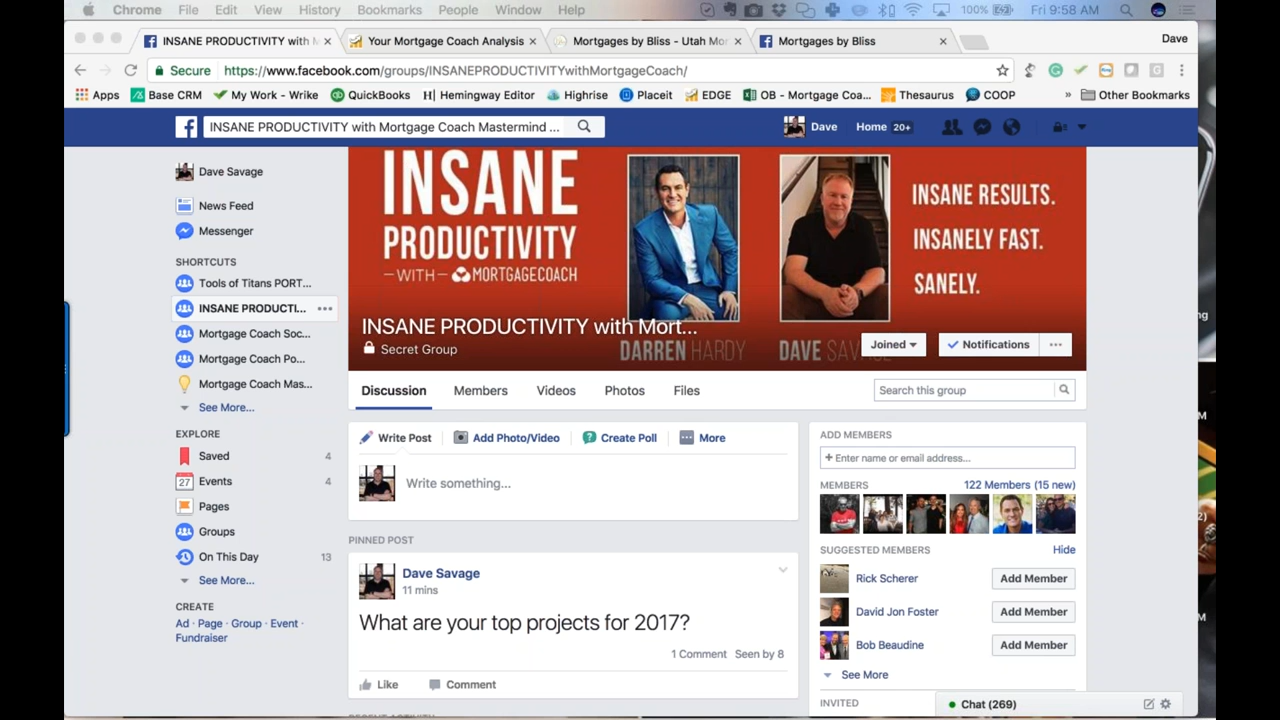 Chrome File Edit View History Bookmarks People Window Help 100% Fri 9:58 AM
INSANE PRODUCTIVITY with M × Your Mortgage Coach Analysis × Mortgages by Bliss - Utah Mor × Mortgages by Bliss × Dave
Secure https://www.facebook.com/groups/INSANEPRODUCTIVITYwithMortgageCoach/
Apps Base CRM My Work - Wrike QuickBooks Hemingway Editor Highrise Placeit EDGE OB - Mortgage Coa... Thesaurus COOP » Other Bookmarks
INSANE PRODUCTIVITY with Mortgage Coach Mastermind ... Dave Home 20+
Dave Savage
News Feed
Messenger
SHORTCUTS
Tools of Titans PORT...
INSANE PRODUCTI...
Mortgage Coach Soc...
Mortgage Coach Po...
Mortgage Coach Mas...
See More...
EXPLORE
Saved 4
27 Events 4
Pages
Groups
On This Day 13
See More...
CREATE
Ad · Page · Group · Event ·
Fundraiser
INSANE
PRODUCTIVITY
WITH MORTGAGECOACH
INSANE RESULTS.
INSANELY FAST.
SANELY.
INSANE PRODUCTIVITY with Mort...
Secret Group
DARREN HARDY DAVE
Joined Notifications
Discussion Members Videos Photos Files Search this group
Write Post Add Photo/Video Create Poll More
Write something...
PINNED POST
Dave Savage
11 mins
What are your top projects for 2017?
1 Comment Seen by 8
Like Comment
ADD MEMBERS
+ Enter name or email address...
MEMBERS 122 Members (15 new)
SUGGESTED MEMBERS Hide
Rick Scherer Add Member
David Jon Foster Add Member
Bob Beaudine Add Member
See More
INVITED
Chat (269)